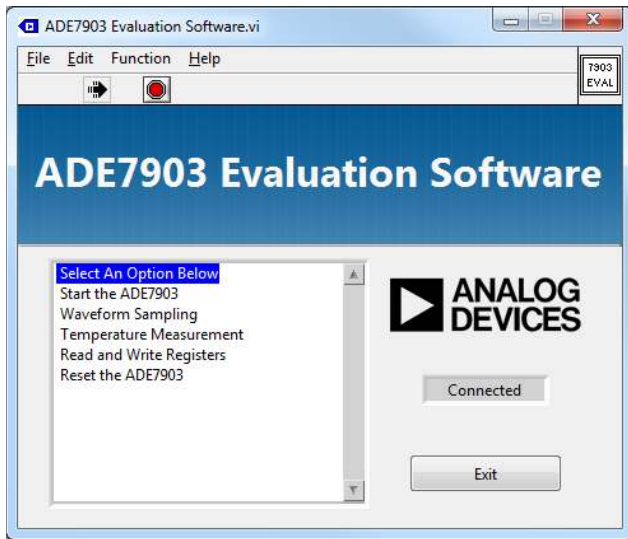 ADE7903 Evaluation Software.vi
File Edit Function Help
7903
EVAL
ADE7903 Evaluation Software
Select An Option Below
Start the ADE7903
Waveform Sampling
Temperature Measurement
Read and Write Registers
Reset the ADE7903
ANALOG
DEVICES
Connected
Exit